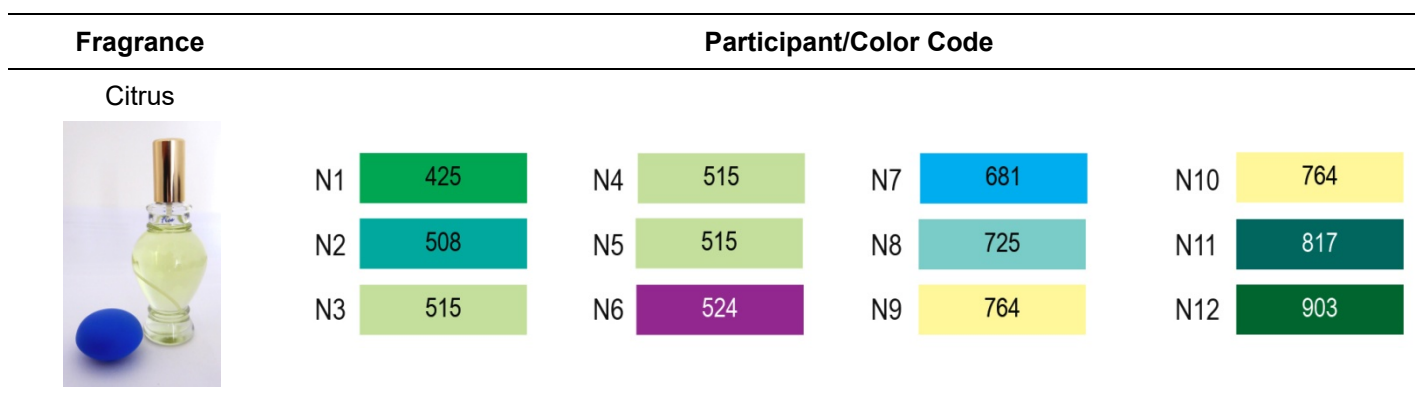 Fragrance Participant/Color Code
Citrus
N1 425 N4 515 N7 681 N10 764
N2 508 N5 515 N8 725 N11 817
N3 515 N6 524 N9 764 N12 903